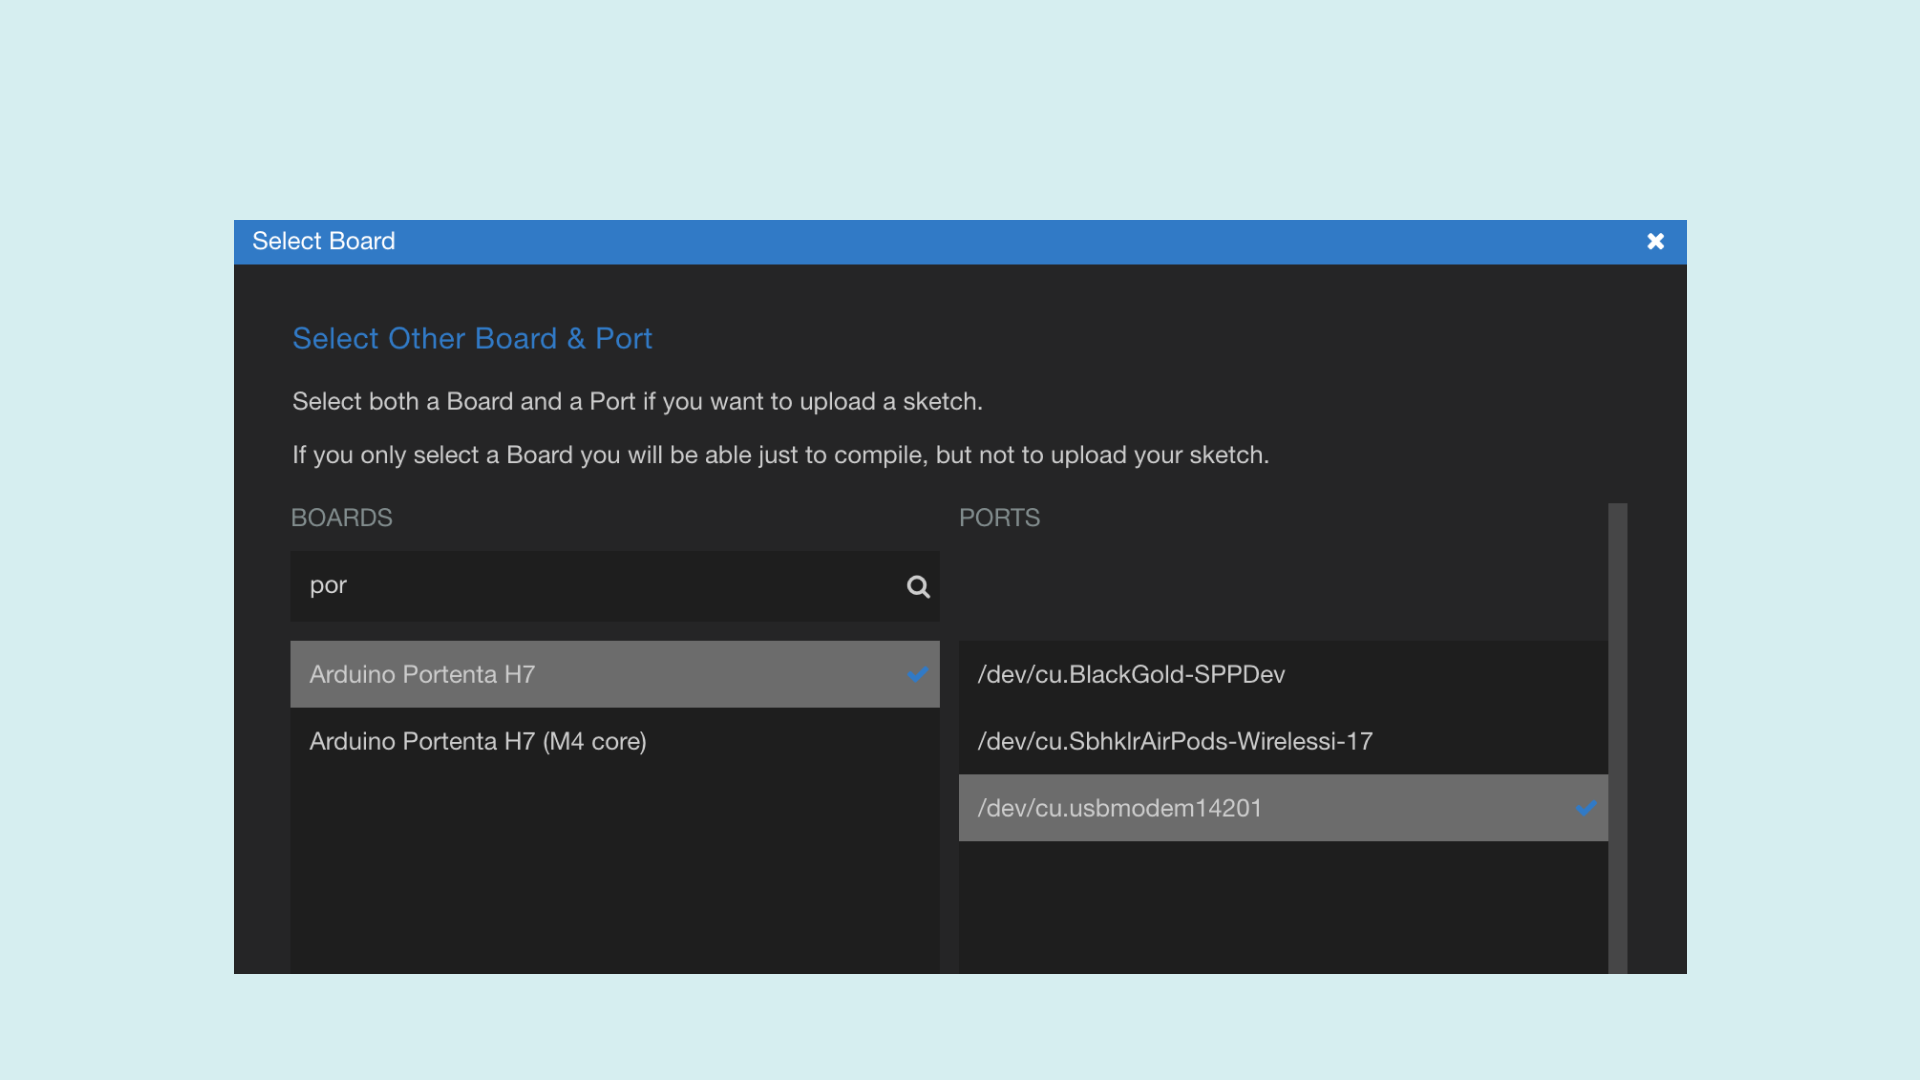 Select Board
Select Other Board & Port
Select both a Board and a Port if you want to upload a sketch.
If you only select a Board you will be able just to compile, but not to upload your sketch.
BOARDS
por
Arduino Portenta H7
Arduino Portenta H7 (M4 core)
PORTS
/dev/cu.BlackGold-SPPDev
/dev/cu.SbhklrAirPods-Wirelessi-17
/dev/cu.usbmodem14201